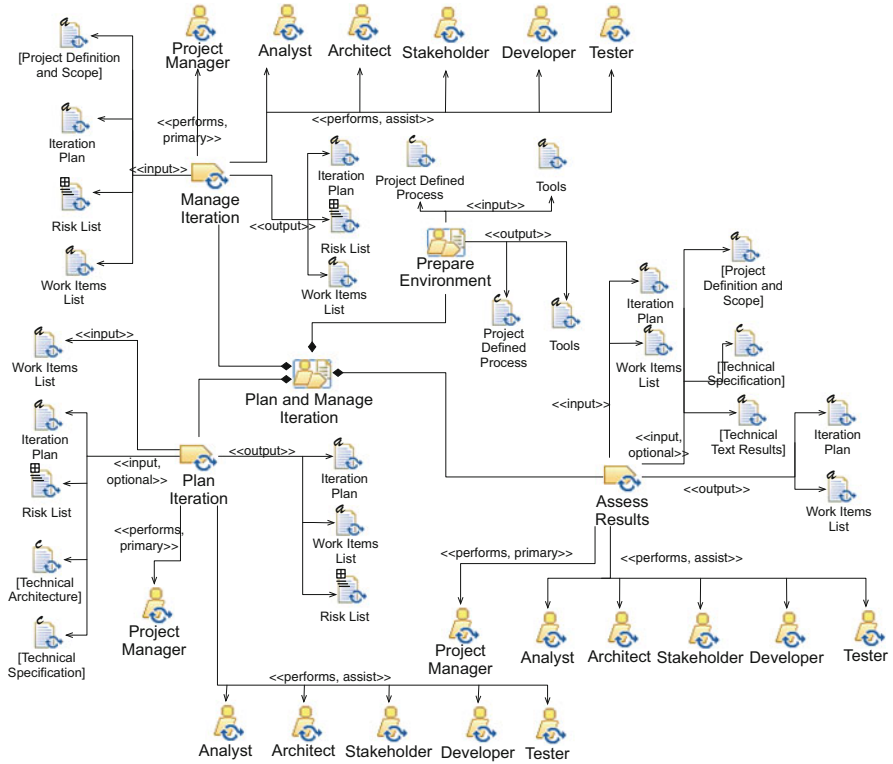 Project
Manager
Analyst
Architect
Stakeholder
Developer
Tester
a
[Project Definition
and Scope]
<<performs,
primary>>
<<performs, assist>>
a
Iteration
Plan
<<input>>
Risk List
a
Work Items
List
Manage
Iteration
<<output>>
a
Iteration
Plan
Risk List
a
Work Items
List
c
Project Defined
Process
a
Tools
<<input>>
Prepare
Environment
<<output>>
c
Project
Defined
Process
a
Tools
<<input>>
a
Work Items
List
Plan and Manage
Iteration
a
Iteration
Plan
Risk List
<<input,
optional>>
c
[Technical
Architecture]
c
[Technical
Specification]
Plan
Iteration
<<output>>
a
Iteration
Plan
a
Work Items
List
Risk List
<<performs,
primary>>
Project
Manager
<<performs, assist>>
Analyst
Architect
Stakeholder
Developer
Tester
a
Iteration
Plan
a
Work Items
List
<<input>>
a
[Project
Definition
and Scope]
c
[Technical
Specification]
a
[Technical
Text Results]
<<input,
optional>>
Assess
Results
<<output>>
a
Iteration
Plan
a
Work Items
List
<<performs, primary>>
<<performs, assist>>
Project
Manager
Analyst
Architect
Stakeholder
Developer
Tester